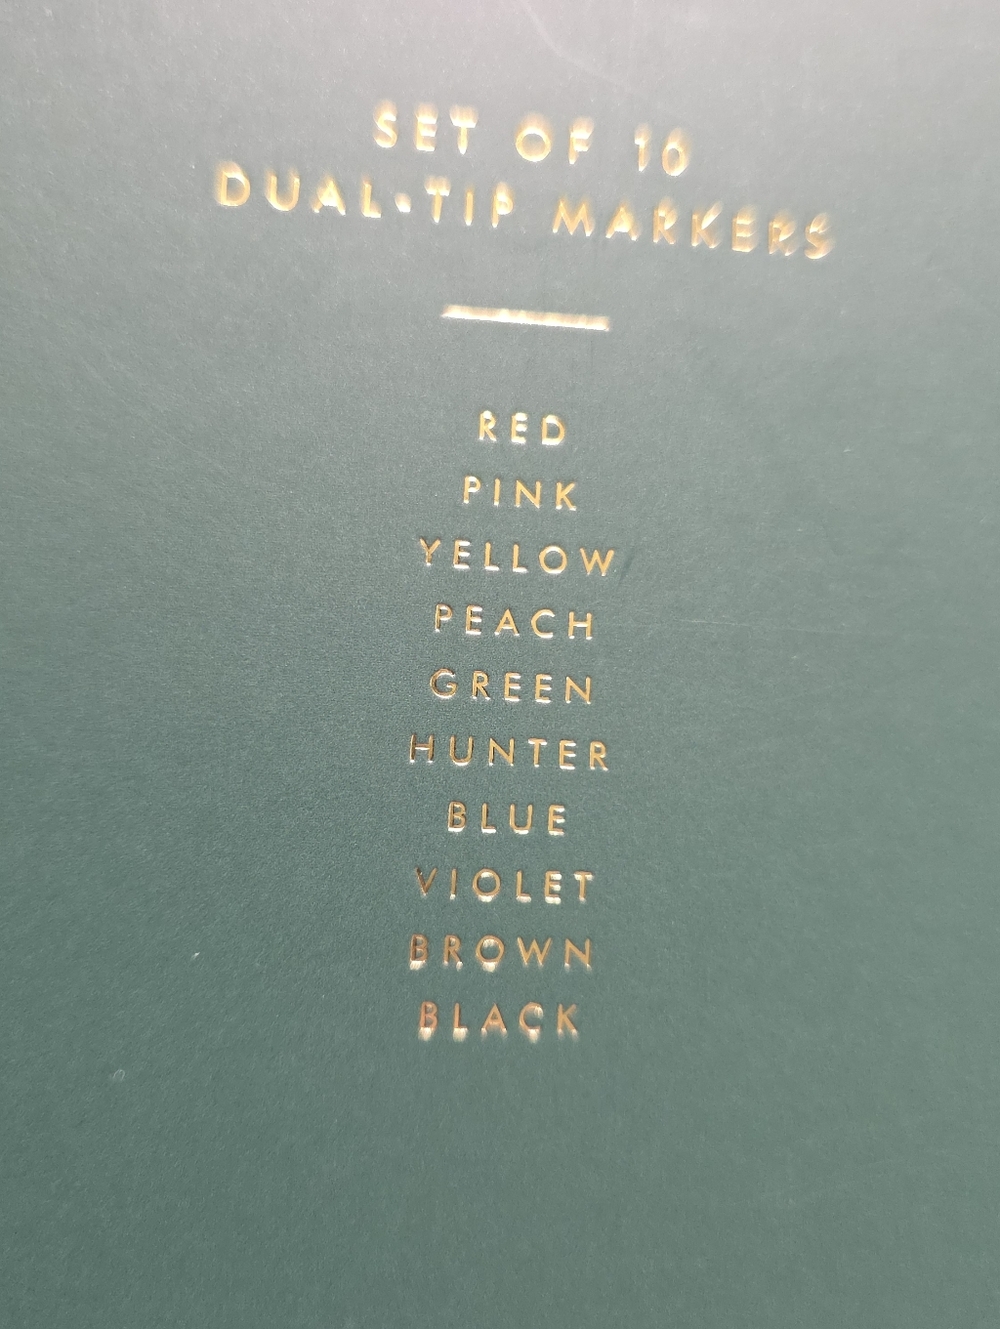 SET OF 10
DUAL-TIP MARKERS
RED
PINK
YELLOW
PEACH
GREEN
HUNTER
BLUE
VIOLET
BROWN
BLACK